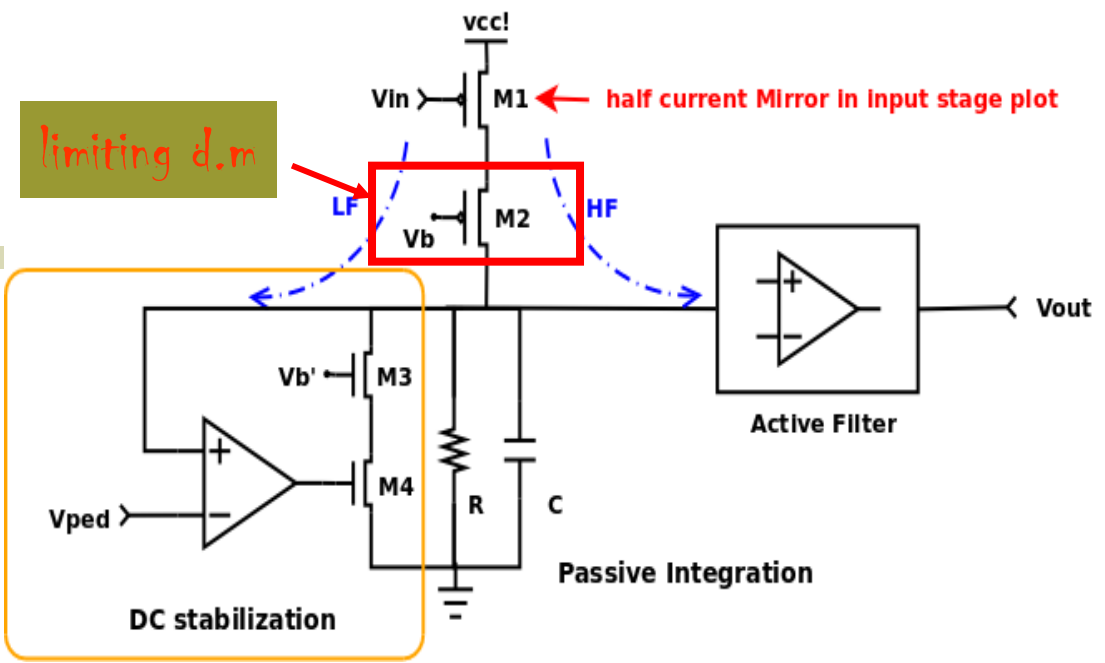 vcc!
Vin
M1
half current Mirror in input stage plot
limiting d.m
LF
M2
HF
Vb
+
−
Vout
Vb'
M3
Active Filter
+
M4
R
C
Vped
−
Passive Integration
DC stabilization